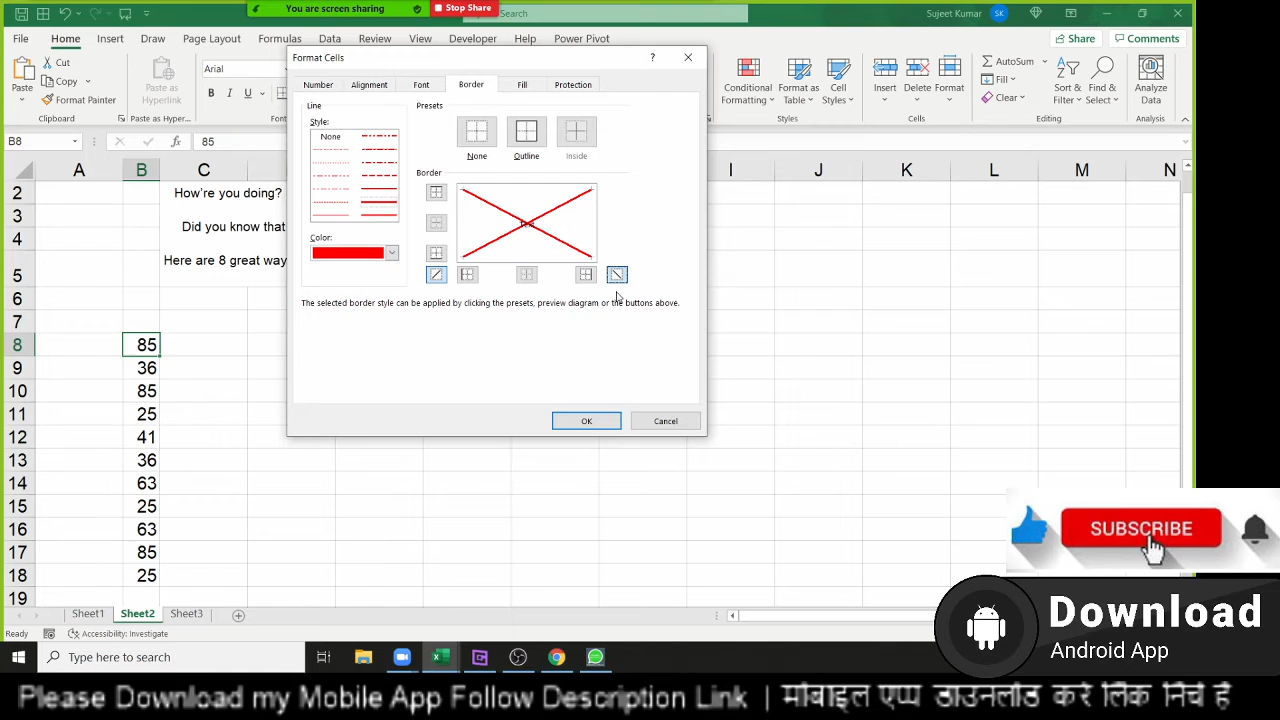 You are screen sharing
Stop Share
Search
Sujeet Kumar
SK
File Home Insert Draw Page Layout Formulas Data Review View Developer Help Power Pivot
Share
Comments
Paste
Cut
Copy
Format Painter
Clipboard
Paste as
Hyperlink
Paste as Hyper...
Arial
B I U
Conditional
Formatting
Format as
Table
Cell
Styles
Insert Delete Format
Cells
AutoSum
Fill
Clear
Sort &
Filter
Find &
Select
Editing
Analyze
Data
Analysis
B8
fx
85
Format Cells
?
Number Alignment Font Border Fill Protection
Line
Style:
None
Color:
Presets
None Outline Inside
Border
The selected border style can be applied by clicking the presets, preview diagram or the buttons above.
OK Cancel
A B C I J K L M N
2 How're you doing?
3
4 Did you know that
5 Here are 8 great way
6
7
8 85
9 36
10 85
11 25
12 41
13 36
14 63
15 25
16 63
17 85
18 25
19
Sheet1 Sheet2 Sheet3
Ready
Accessibility: Investigate
Type here to search
SUBSCRIBE
Download
Android App
Please Download my Mobile App Follow Description Link | मोबाइल एप्प डाउनलोड करे लिंक निचे है